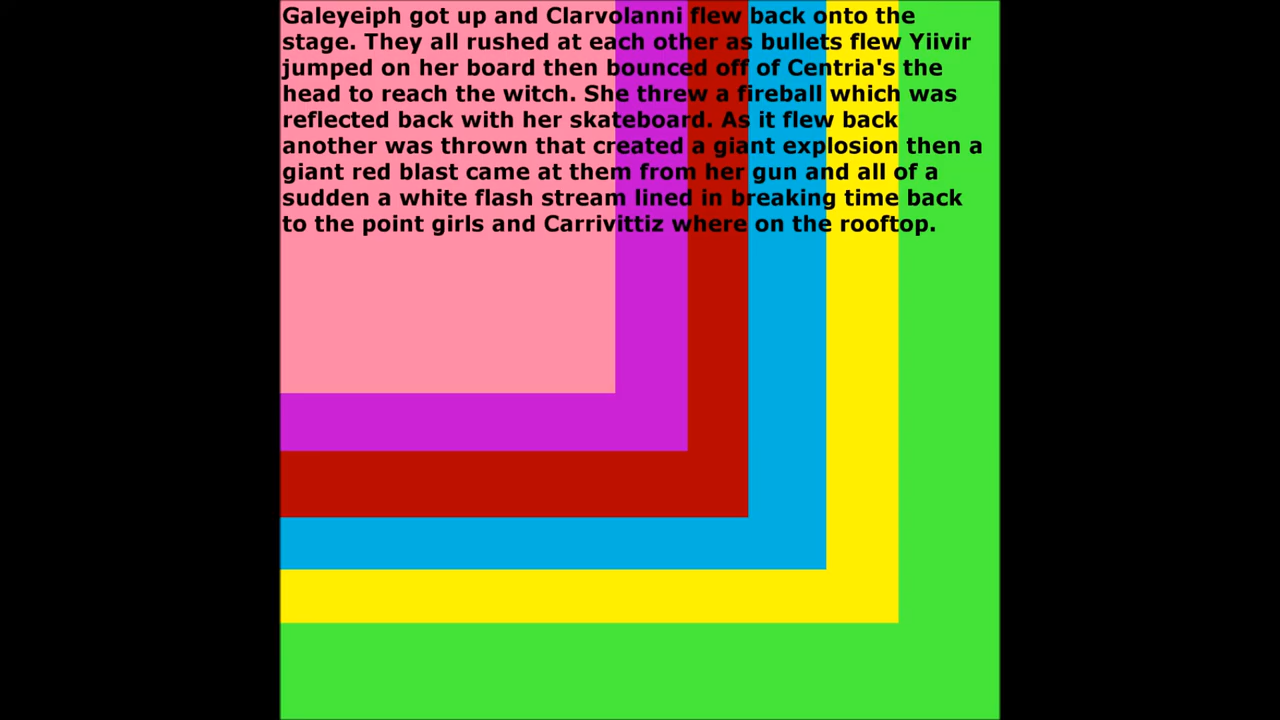 Galeyeiph got up and Clarvolanni flew back onto the
stage. They all rushed at each other as bullets flew Yiivir
jumped on her board then bounced off of Centria's the
head to reach the witch. She threw a fireball which was
reflected back with her skateboard. As it flew back
another was thrown that created a giant explosion then a
giant red blast came at them from her gun and all of a
sudden a white flash stream lined in breaking time back
to the point girls and Carrivittiz where on the rooftop.